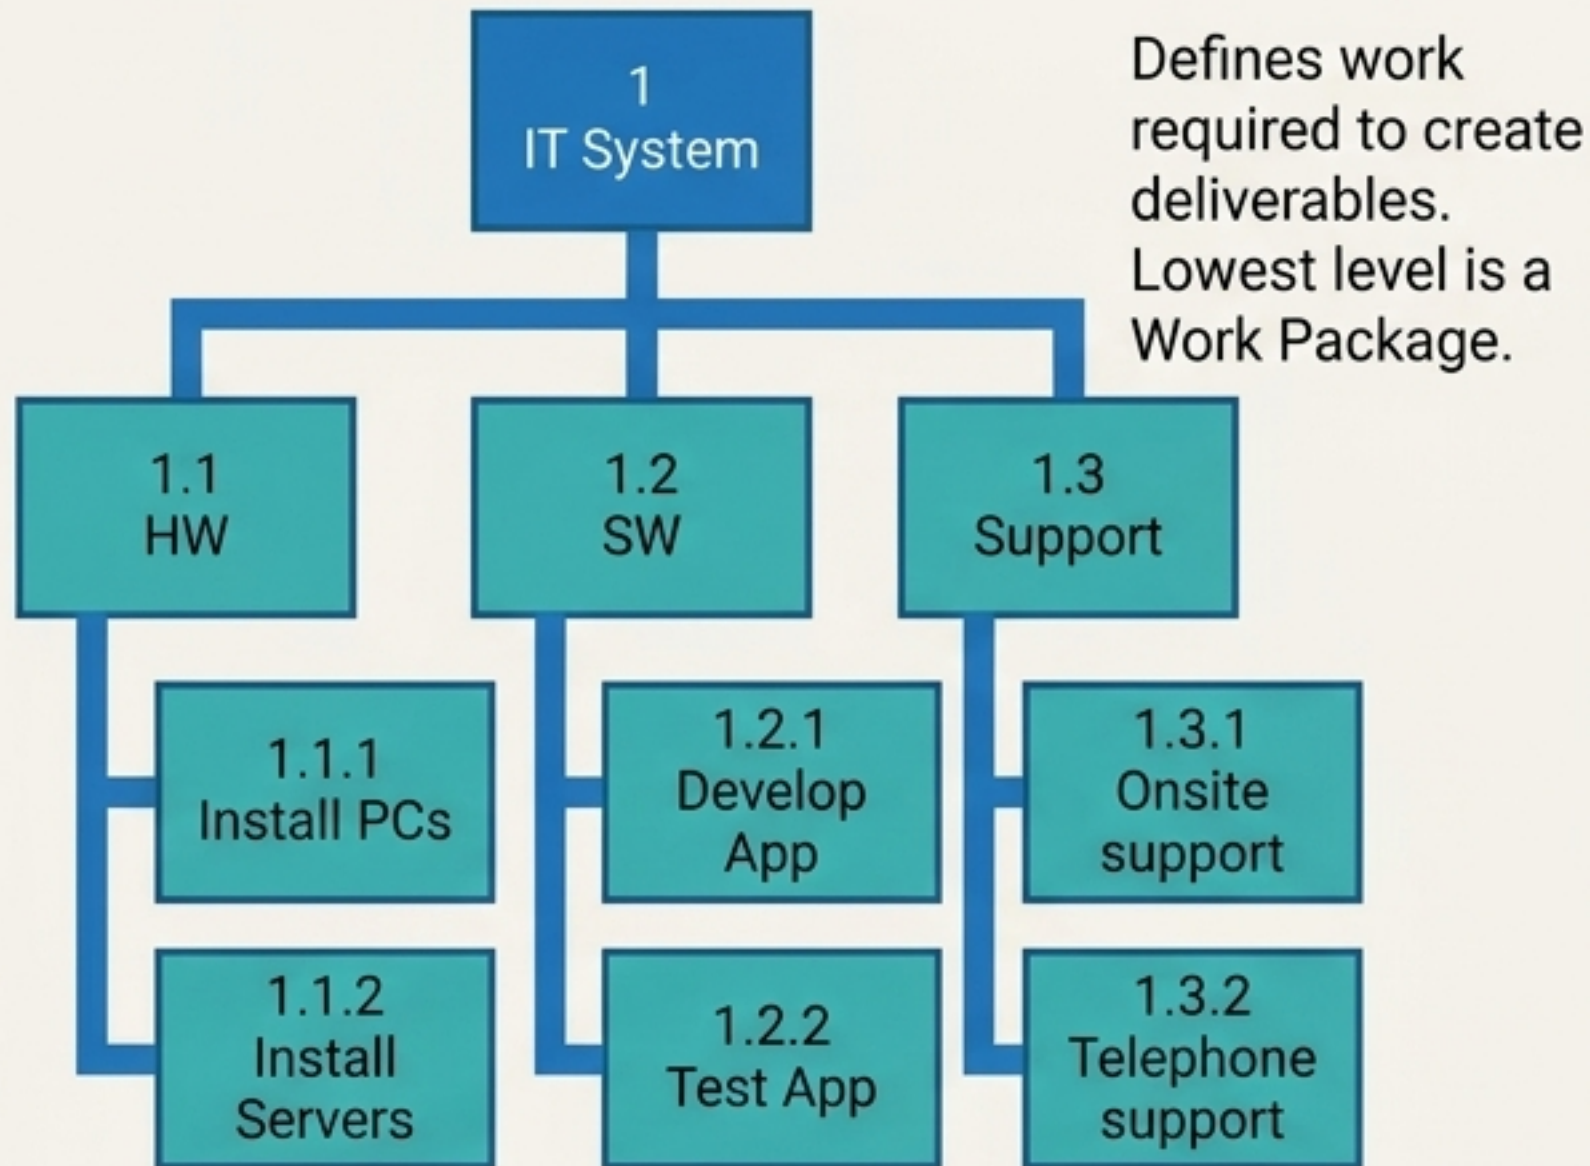 1
IT System
Defines work
required to create
deliverables.
Lowest level is a
Work Package.
1.1
HW
1.2
SW
1.3
Support
1.1.1
Install PCs
1.2.1
Develop
App
1.3.1
Onsite
support
1.1.2
Install
Servers
1.2.2
Test App
1.3.2
Telephone
support